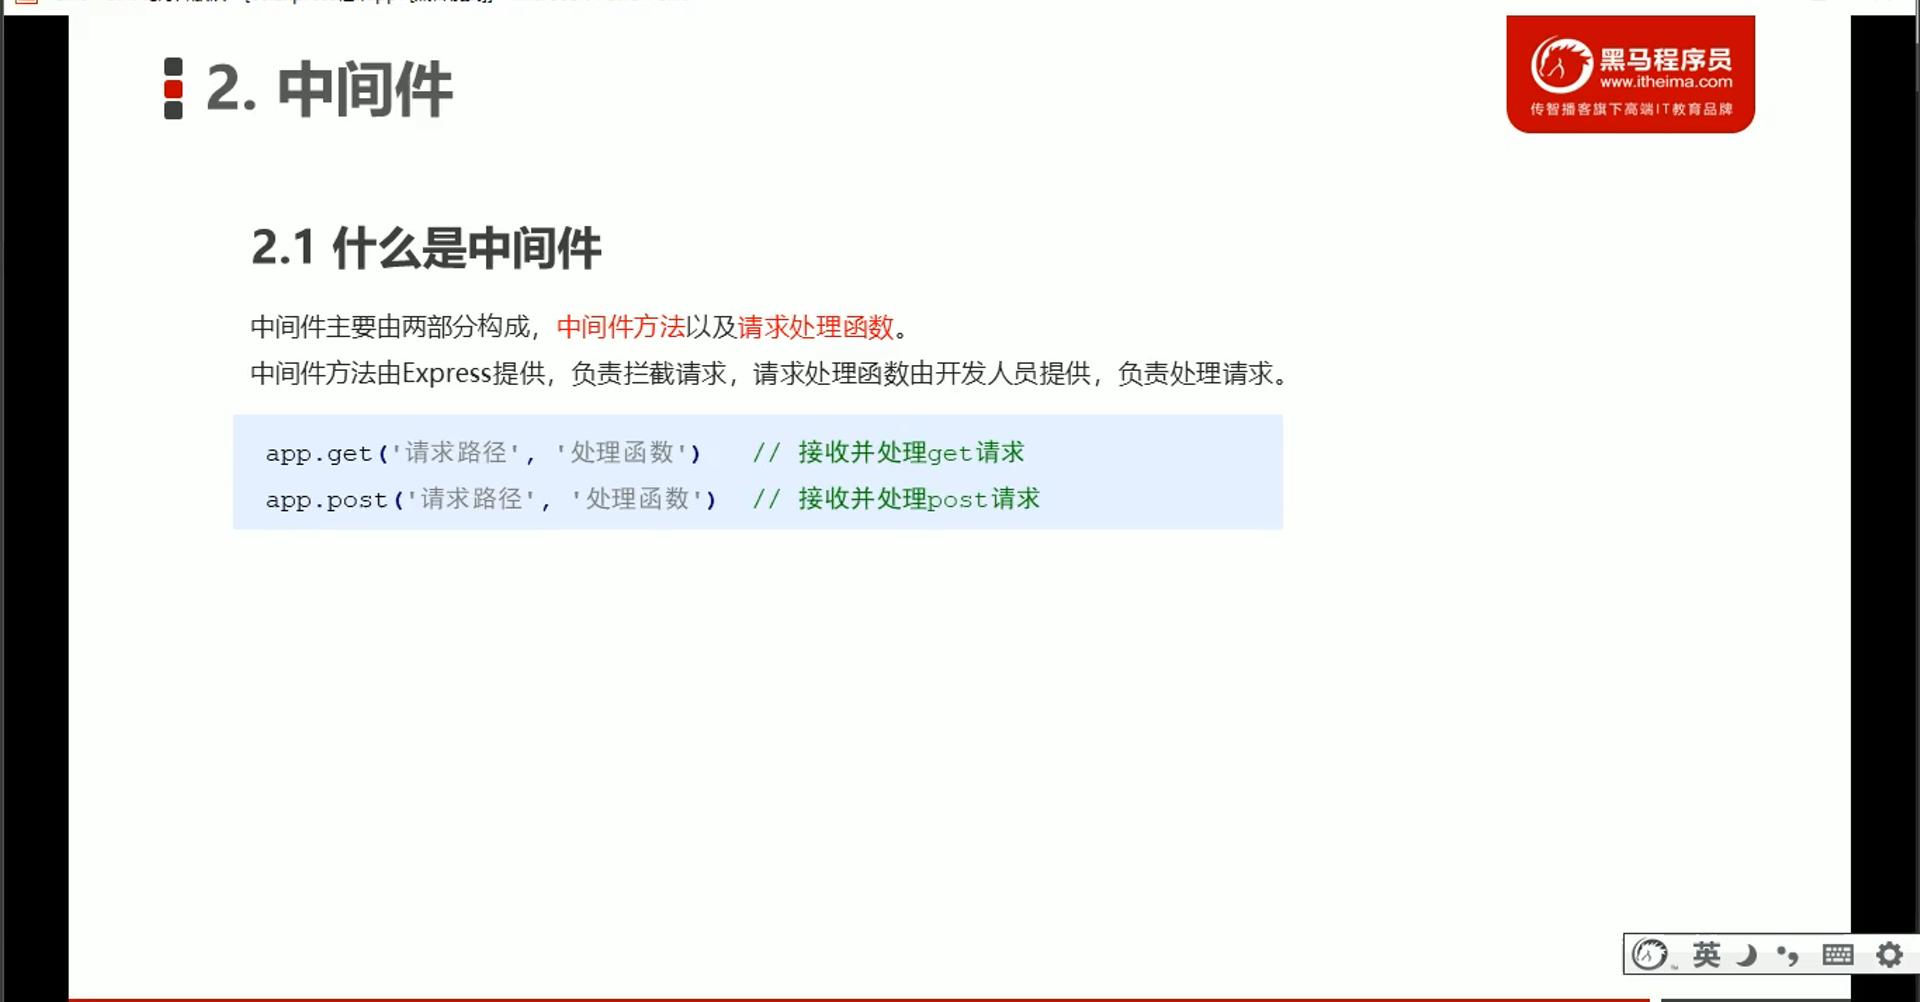 2. 中间件
黑马程序员
www.itheima.com
传智播客旗下高端IT教育品牌
2.1 什么是中间件
中间件主要由两部分构成，中间件方法以及请求处理函数。
中间件方法由Express提供，负责拦截请求，请求处理函数由开发人员提供，负责处理请求。
app.get('请求路径', '处理函数')   // 接收并处理get请求
app.post('请求路径', '处理函数')  // 接收并处理post请求
英